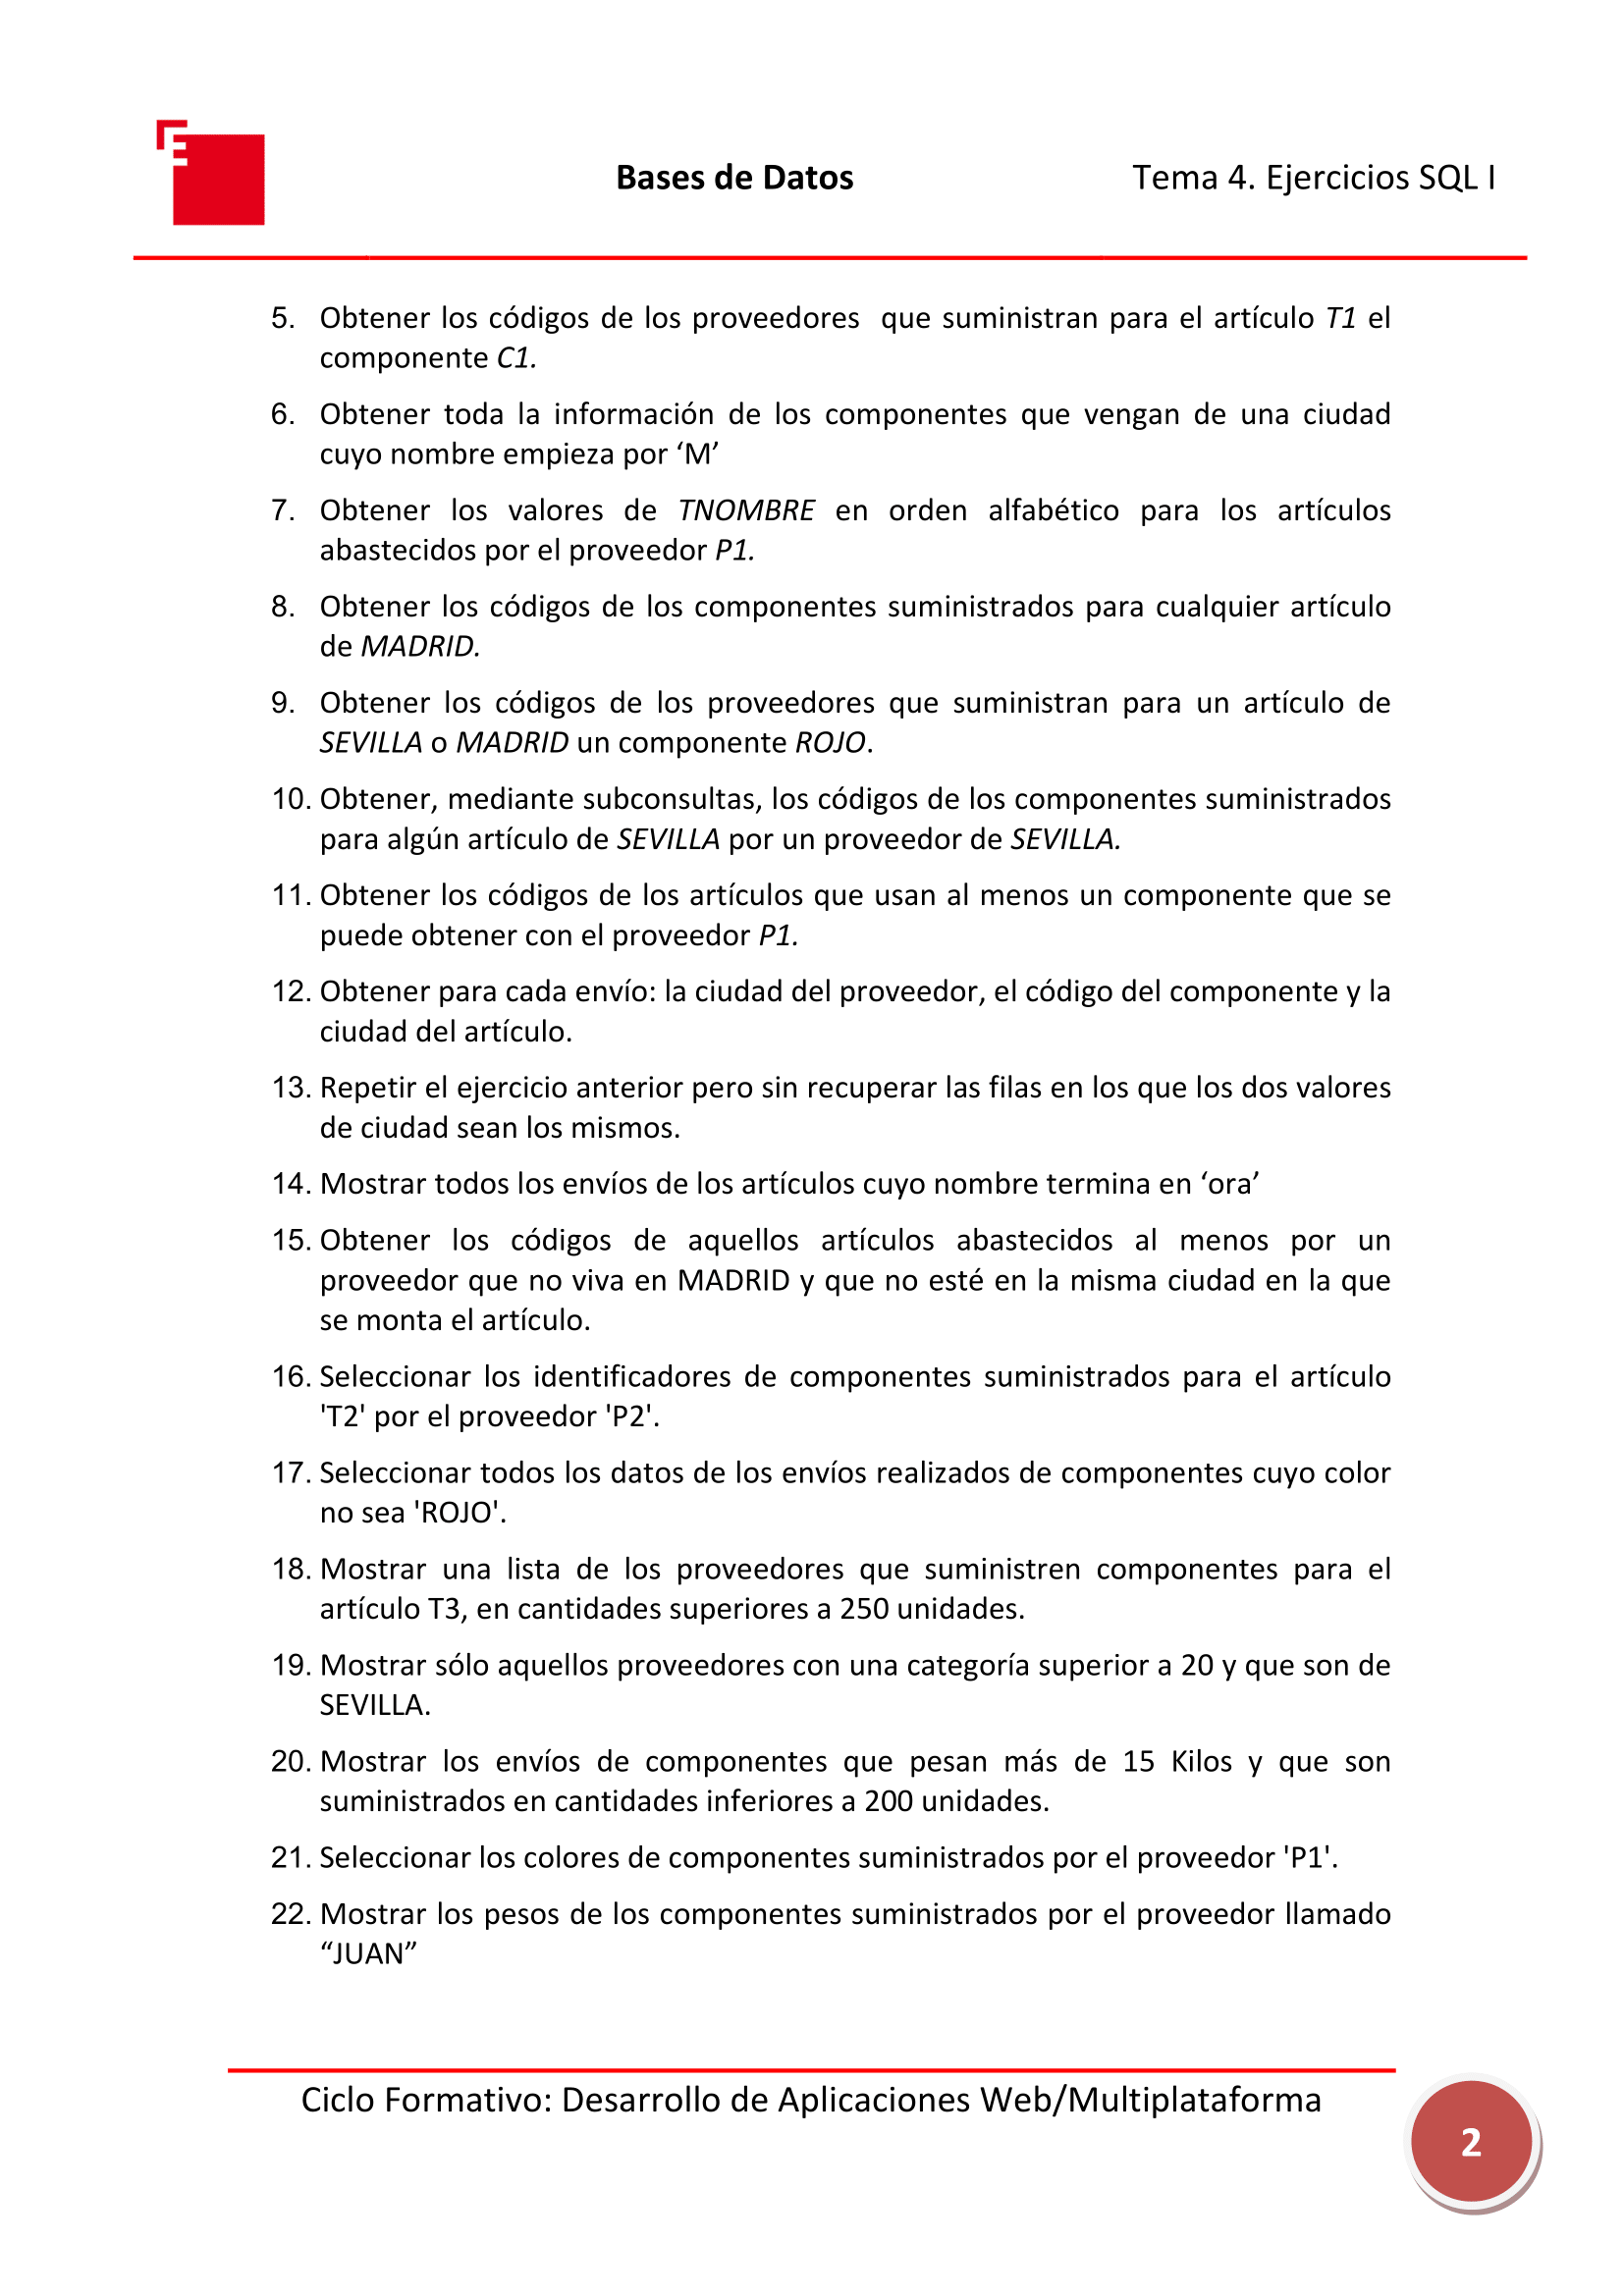 Bases de Datos
Tema 4. Ejercicios SQL I
5. Obtener los códigos de los proveedores que suministran para el artículo T1 el
componente C1.
6. Obtener toda la información de los componentes que vengan de una ciudad
cuyo nombre empieza por ‘M’
7. Obtener los valores de TNOMBRE en orden alfabético para los artículos
abastecidos por el proveedor P1.
8. Obtener los códigos de los componentes suministrados para cualquier artículo
de MADRID.
9. Obtener los códigos de los proveedores que suministran para un artículo de
SEVILLA o MADRID un componente ROJO.
10. Obtener, mediante subconsultas, los códigos de los componentes suministrados
para algún artículo de SEVILLA por un proveedor de SEVILLA.
11. Obtener los códigos de los artículos que usan al menos un componente que se
puede obtener con el proveedor P1.
12. Obtener para cada envío: la ciudad del proveedor, el código del componente y la
ciudad del artículo.
13. Repetir el ejercicio anterior pero sin recuperar las filas en los que los dos valores
de ciudad sean los mismos.
14. Mostrar todos los envíos de los artículos cuyo nombre termina en ‘ora’
15. Obtener los códigos de aquellos artículos abastecidos al menos por un
proveedor que no viva en MADRID y que no esté en la misma ciudad en la que
se monta el artículo.
16. Seleccionar los identificadores de componentes suministrados para el artículo
'T2' por el proveedor 'P2'.
17. Seleccionar todos los datos de los envíos realizados de componentes cuyo color
no sea 'ROJO'.
18. Mostrar una lista de los proveedores que suministren componentes para el
artículo T3, en cantidades superiores a 250 unidades.
19. Mostrar sólo aquellos proveedores con una categoría superior a 20 y que son de
SEVILLA.
20. Mostrar los envíos de componentes que pesan más de 15 Kilos y que son
suministrados en cantidades inferiores a 200 unidades.
21. Seleccionar los colores de componentes suministrados por el proveedor 'P1'.
22. Mostrar los pesos de los componentes suministrados por el proveedor llamado
“JUAN”
Ciclo Formativo: Desarrollo de Aplicaciones Web/Multiplataforma
2